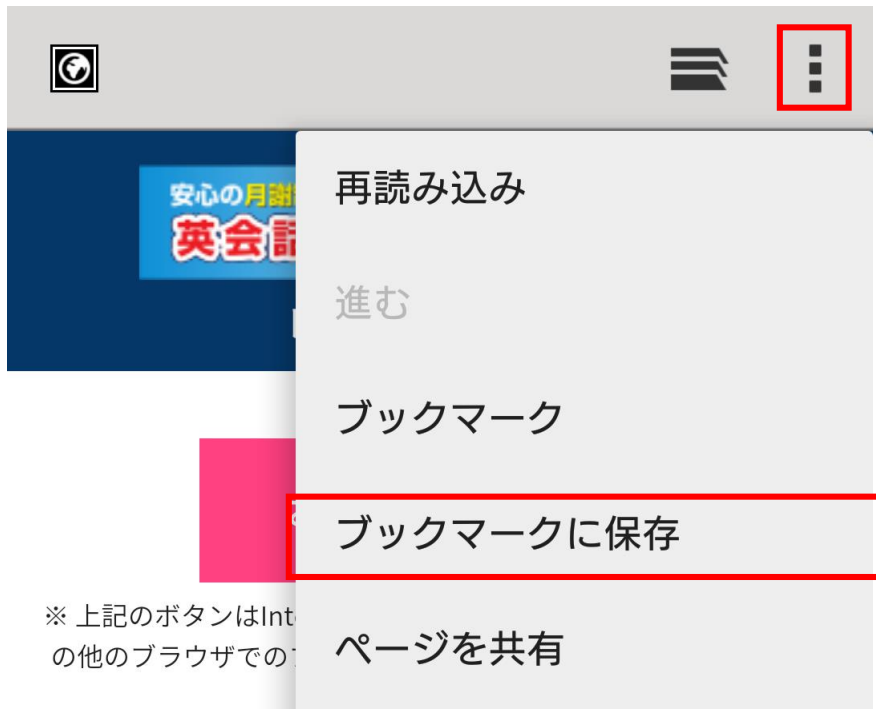 安心の月謝
英会話
再読み込み
進む
ブックマーク
ブックマークに保存
ページを共有
※ 上記のボタンはInt
の他のブラウザでの